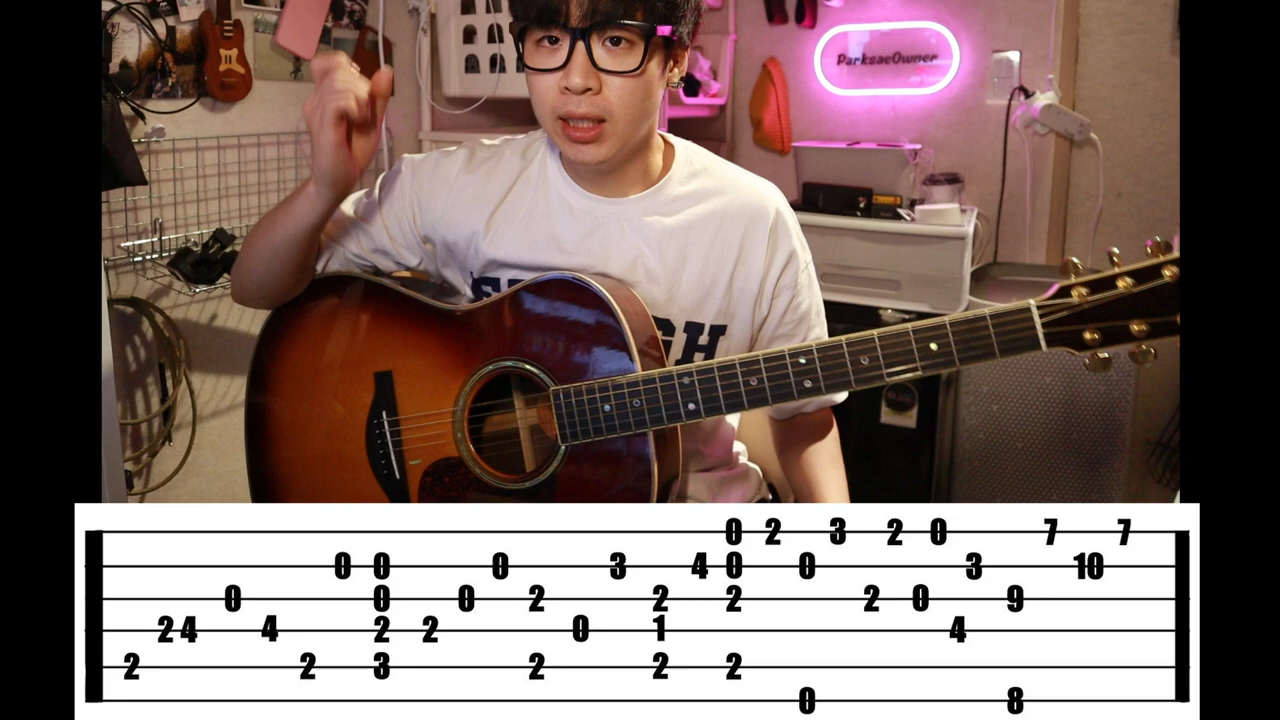 ParksaeOwner
GH
0 2 3 2 0 7 7
0 0 0 3 4 0 0 3 10
0 0 0 2 2 2 2 0 9
2 4 4 2 2 0 1 4
2 2 3 2 2 2
0 8